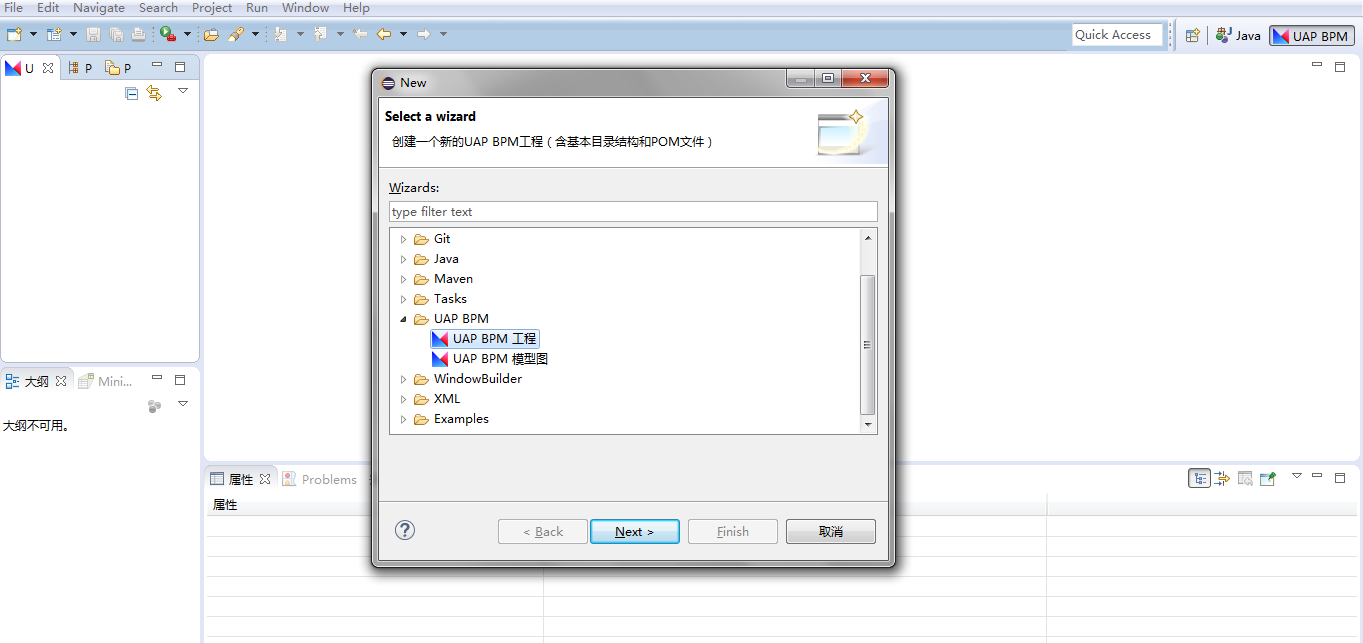 File Edit Navigate Search Project Run Window Help
Quick Access Java UAP BPM
U P P
New
Select a wizard
创建一个新的UAP BPM工程（含基本目录结构和POM文件）
Wizards:
type filter text
Git
Java
Maven
Tasks
UAP BPM
UAP BPM 工程
UAP BPM 模型图
WindowBuilder
XML
Examples
大纲 Mini...
大纲不可用。
属性 Problems
属性
< Back Next > Finish 取消